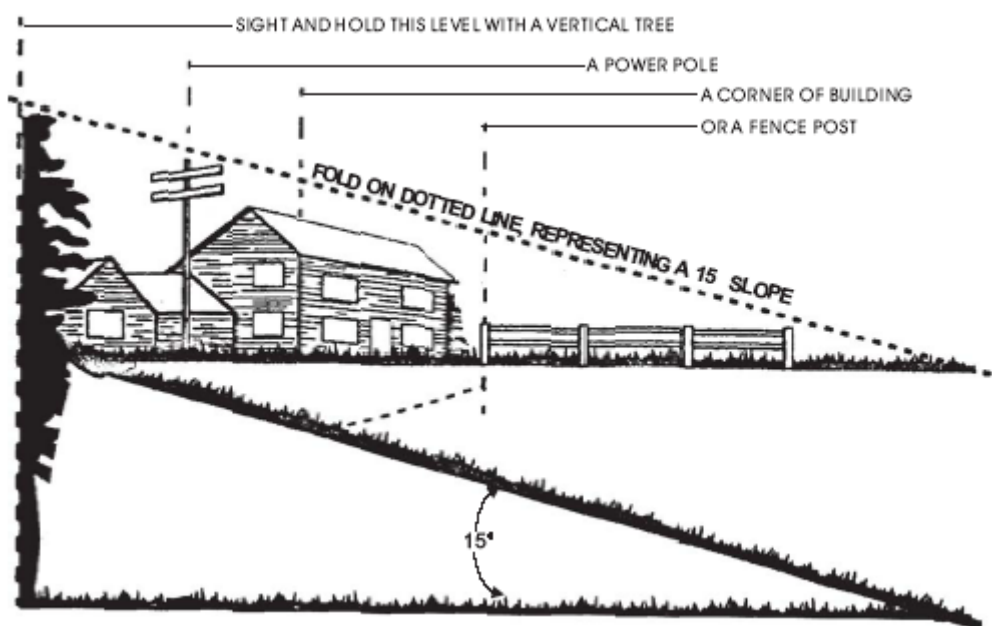 SIGHT AND HOLD THIS LEVEL WITH A VERTICAL TREE
A POWER POLE
A CORNER OF BUILDING
OR A FENCE POST
FOLD ON DOTTED LINE REPRESENTING A 15 SLOPE
15°